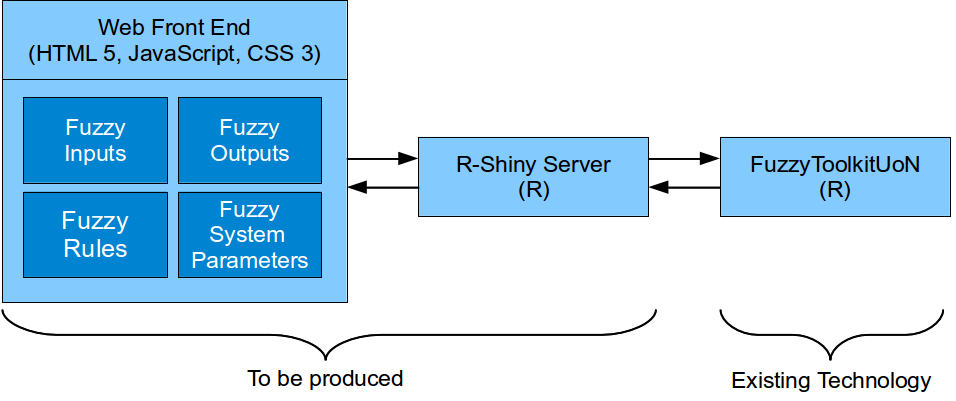 Web Front End
(HTML 5, JavaScript, CSS 3)
Fuzzy
Inputs
Fuzzy
Outputs
Fuzzy
Rules
Fuzzy
System
Parameters
R-Shiny Server
(R)
FuzzyToolkitUoN
(R)
To be produced
Existing Technology